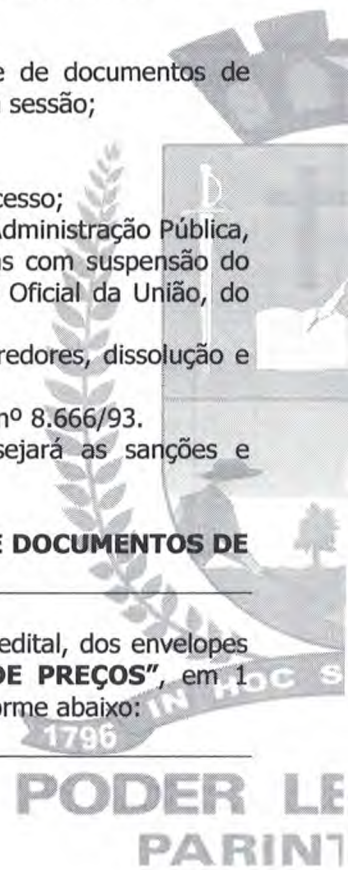 e de documentos de
sessão;
cesso;
Administração Pública,
as com suspensão do
Oficial da União, do
redores, dissolução e
nº 8.666/93.
sejará as sanções e
E DOCUMENTOS DE
edital, dos envelopes
DE PREÇOS”, em 1
orme abaixo:
IN HOC S
1796
PODER LE
PARINT